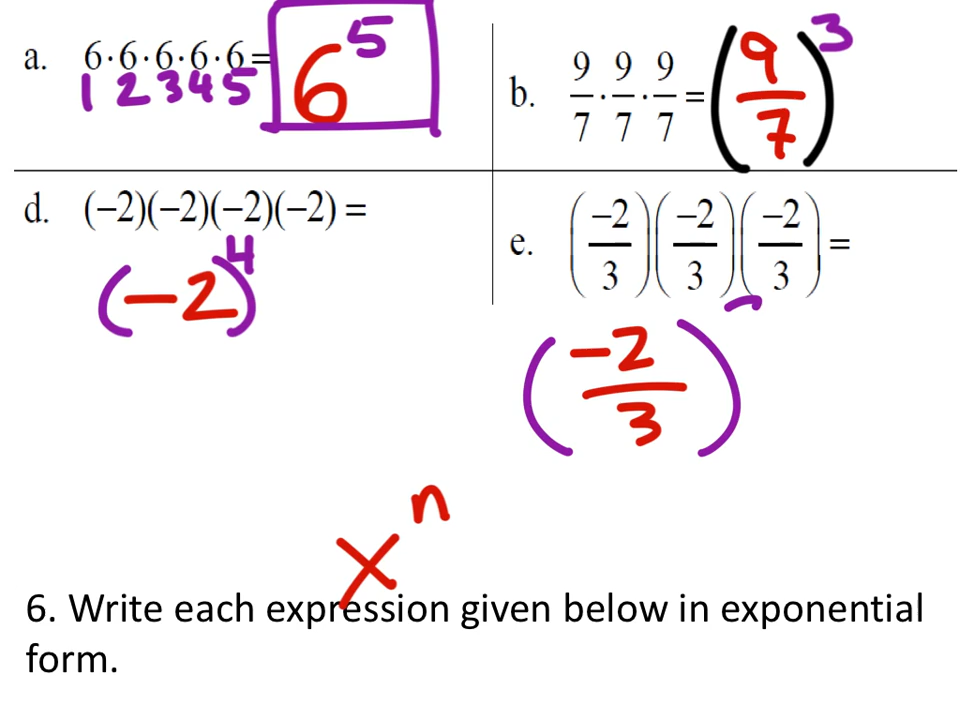 a. 6·6·6·6·6= 6^5
1 2 3 4 5
b. 9/7 · 9/7 · 9/7 = (9/7)^3
d. (−2)(−2)(−2)(−2) =
(−2)^4
e. (−2/3)(−2/3)(−2/3) =
(−2/3)
x^n
6. Write each expression given below in exponential
form.